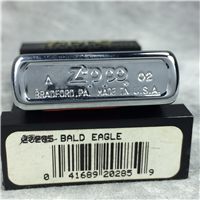 A Zippo 02
BRADFORD, PA. MADE IN U.S.A.
20285 BALD EAGLE
0 41689 20285 9